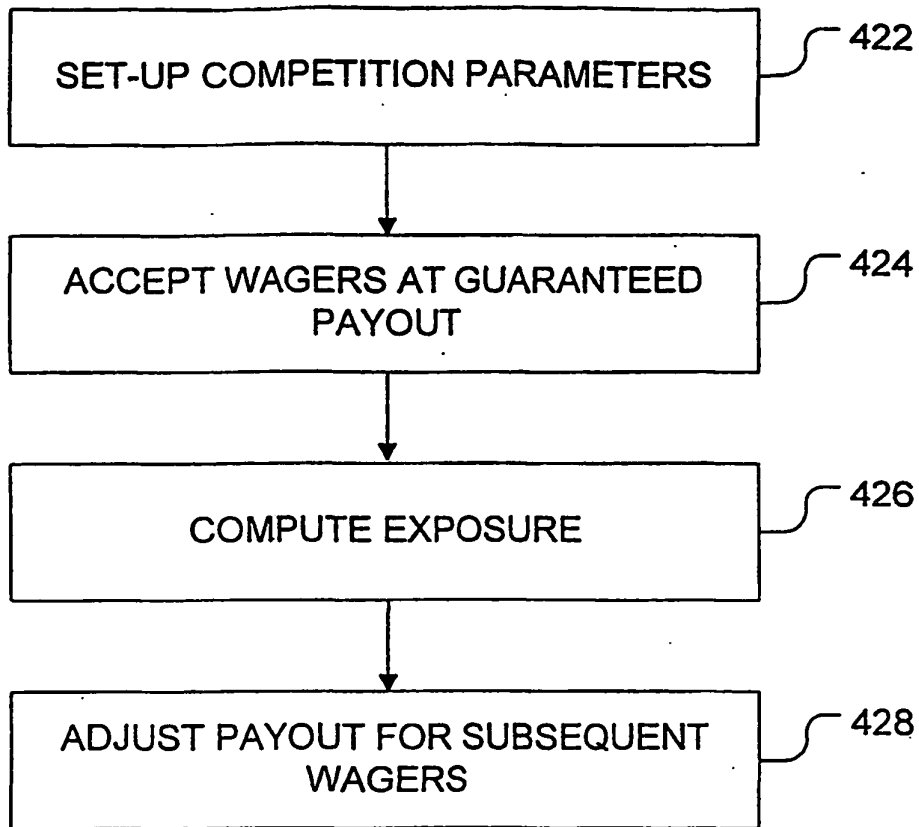 SET-UP COMPETITION PARAMETERS
422
ACCEPT WAGERS AT GUARANTEED
PAYOUT
424
COMPUTE EXPOSURE
426
ADJUST PAYOUT FOR SUBSEQUENT
WAGERS
428